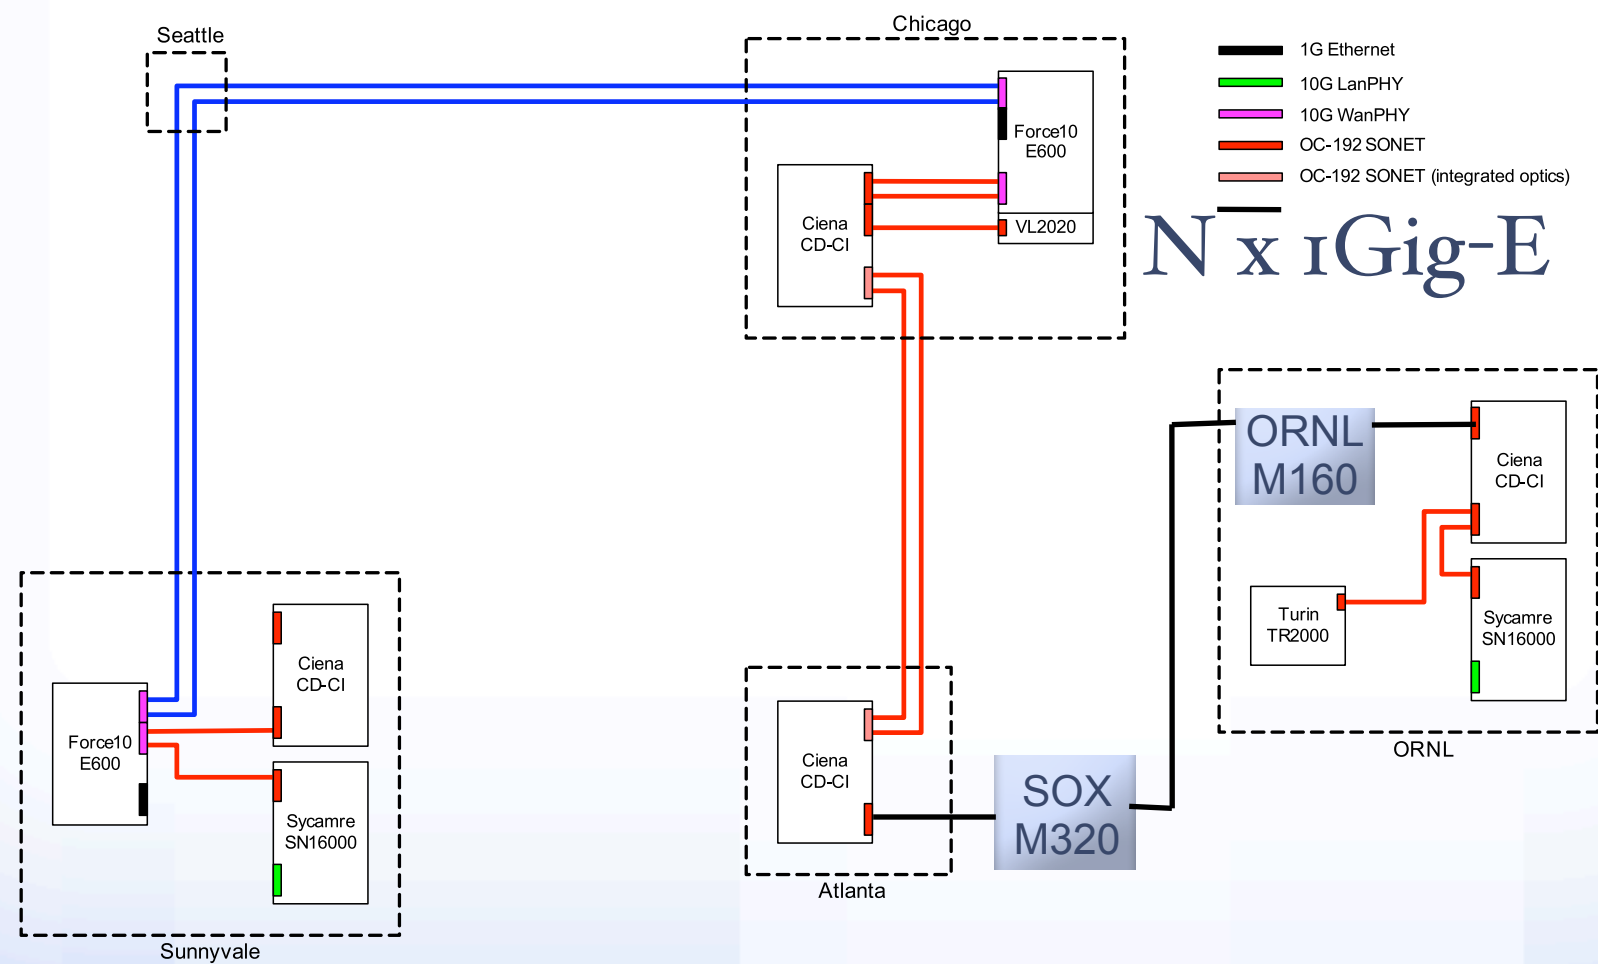 Seattle
Chicago
1G Ethernet
10G LanPHY
10G WanPHY
OC-192 SONET
OC-192 SONET (integrated optics)
N x 1Gig-E
Force10
E600
VL2020
Ciena
CD-CI
ORNL
M160
Ciena
CD-CI
Turin
TR2000
Sycamre
SN16000
ORNL
Ciena
CD-CI
Force10
E600
Sycamre
SN16000
Sunnyvale
Ciena
CD-CI
Atlanta
SOX
M320